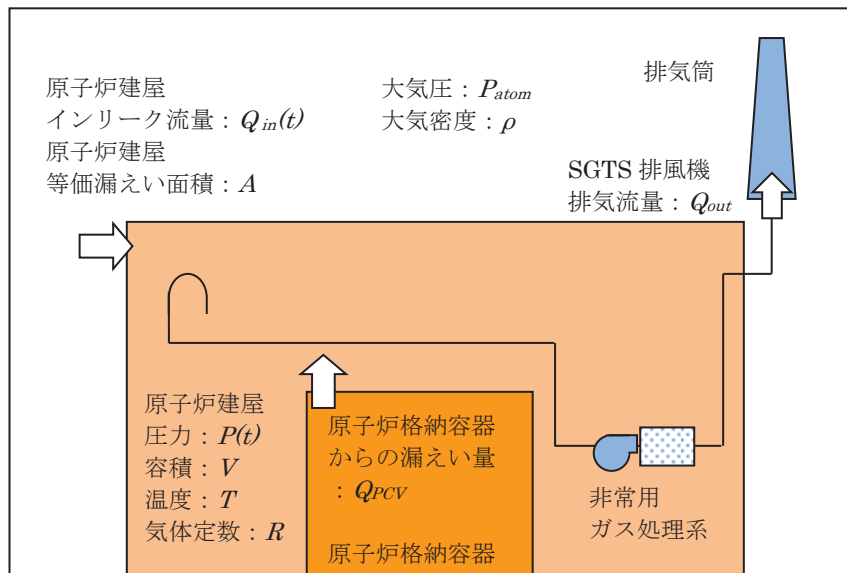 原子炉建屋
インリーク流量：Qin(t)
原子炉建屋
等価漏えい面積：A
大気圧：Patom
大気密度：ρ
排気筒
SGTS 排風機
排気流量：Qout
原子炉建屋
圧力：P(t)
容積：V
温度：T
気体定数：R
原子炉格納容器
からの漏えい量
：QPCV
原子炉格納容器
非常用
ガス処理系